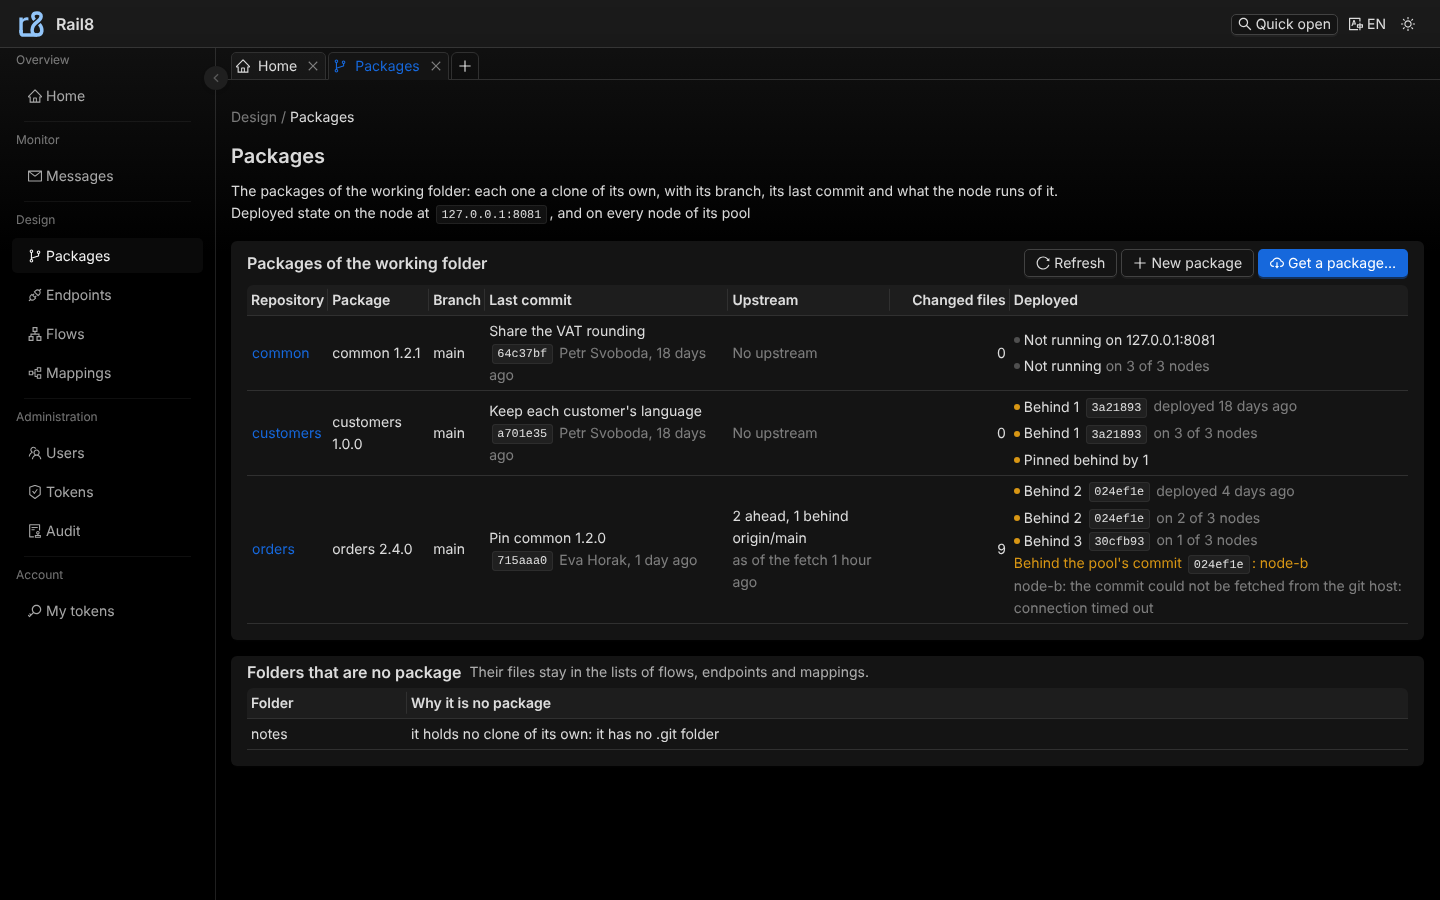 Rail8
Quick open
EN
Overview
Home
Monitor
Messages
Design
Packages
Endpoints
Flows
Mappings
Administration
Users
Tokens
Audit
Account
My tokens
Home
Packages
Design / Packages
Packages
The packages of the working folder: each one a clone of its own, with its branch, its last commit and what the node runs of it.
Deployed state on the node at 127.0.0.1:8081, and on every node of its pool
Packages of the working folder
Refresh
New package
Get a package...
Repository Package Branch Last commit Upstream Changed files Deployed
common
common 1.2.1
main
Share the VAT rounding
64c37bf Petr Svoboda, 18 days
ago
No upstream
0
Not running on 127.0.0.1:8081
Not running on 3 of 3 nodes
customers
customers
1.0.0
main
Keep each customer's language
a701e35 Petr Svoboda, 18 days
ago
No upstream
0
Behind 1 3a21893 deployed 18 days ago
Behind 1 3a21893 on 3 of 3 nodes
Pinned behind by 1
orders
orders 2.4.0
main
Pin common 1.2.0
715aaa0 Eva Horak, 1 day ago
2 ahead, 1 behind
origin/main
as of the fetch 1 hour
ago
9
Behind 2 024ef1e deployed 4 days ago
Behind 2 024ef1e on 2 of 3 nodes
Behind 3 30cfb93 on 1 of 3 nodes
Behind the pool's commit 024ef1e: node-b
node-b: the commit could not be fetched from the git host:
connection timed out
Folders that are no package Their files stay in the lists of flows, endpoints and mappings.
Folder Why it is no package
notes it holds no clone of its own: it has no .git folder